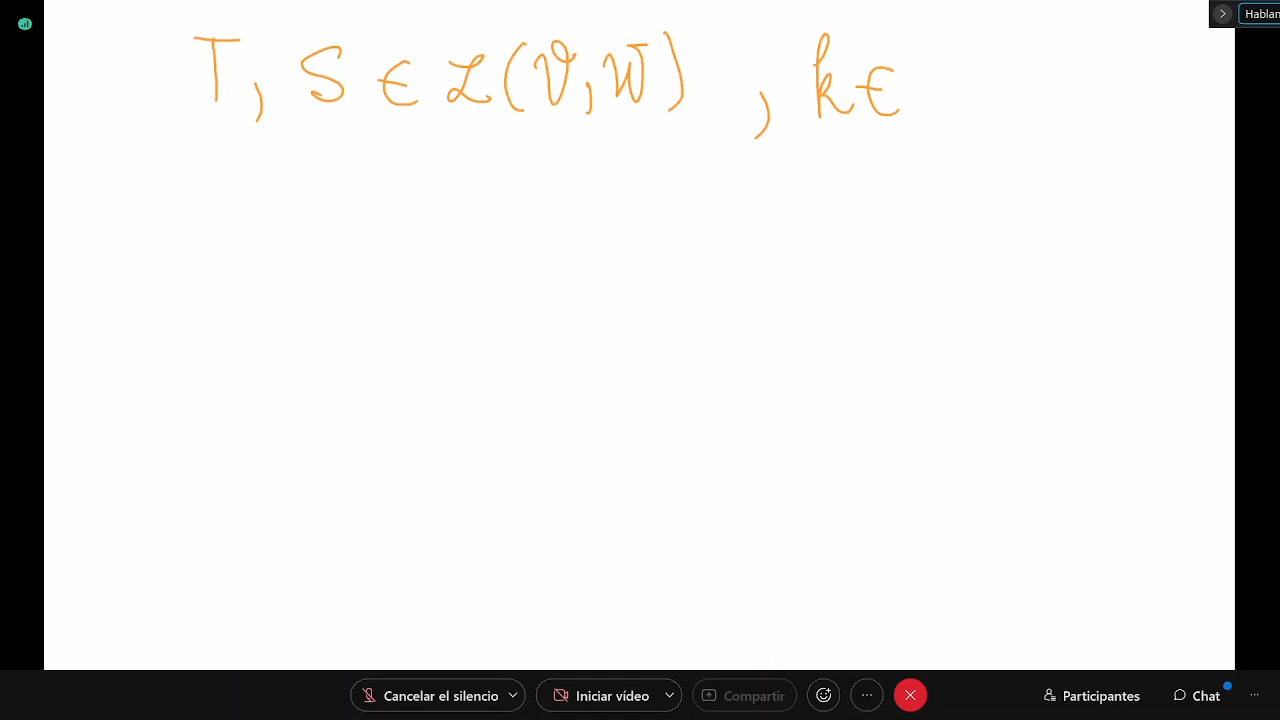 Hablan
T, S ∈ ℒ(V, W) , k ∈
Cancelar el silencio
Iniciar vídeo
Compartir
Participantes
Chat